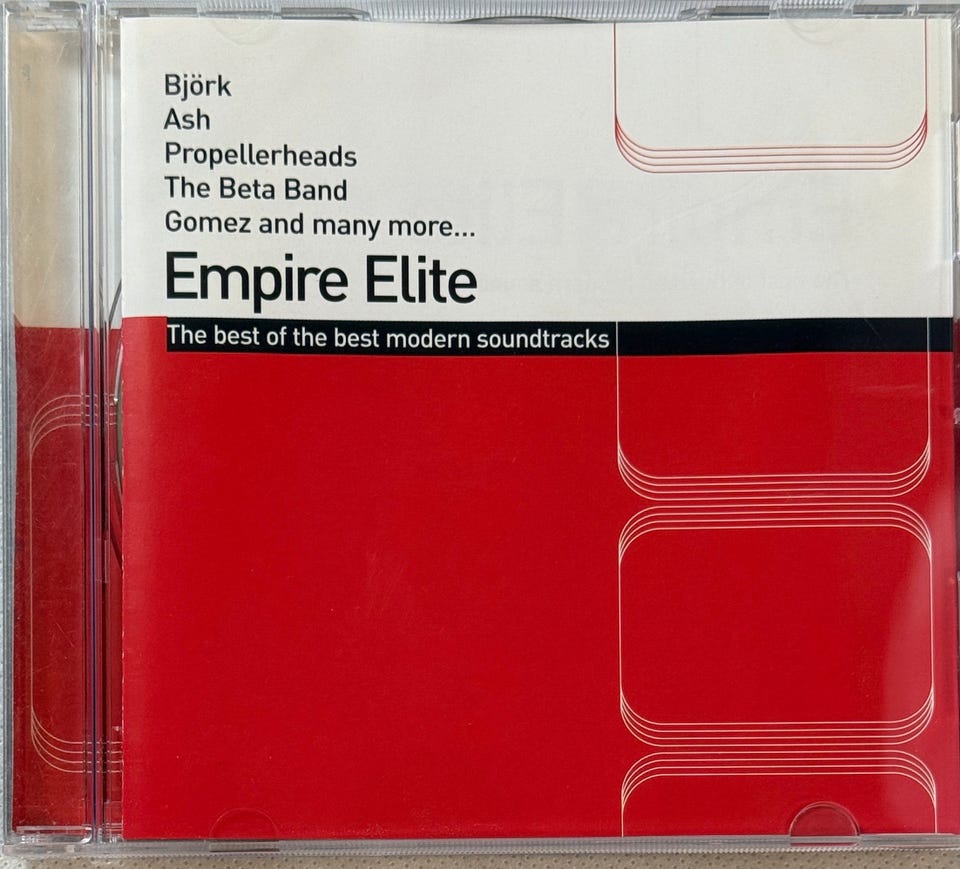 Björk
Ash
Propellerheads
The Beta Band
Gomez and many more...
Empire Elite
The best of the best modern soundtracks